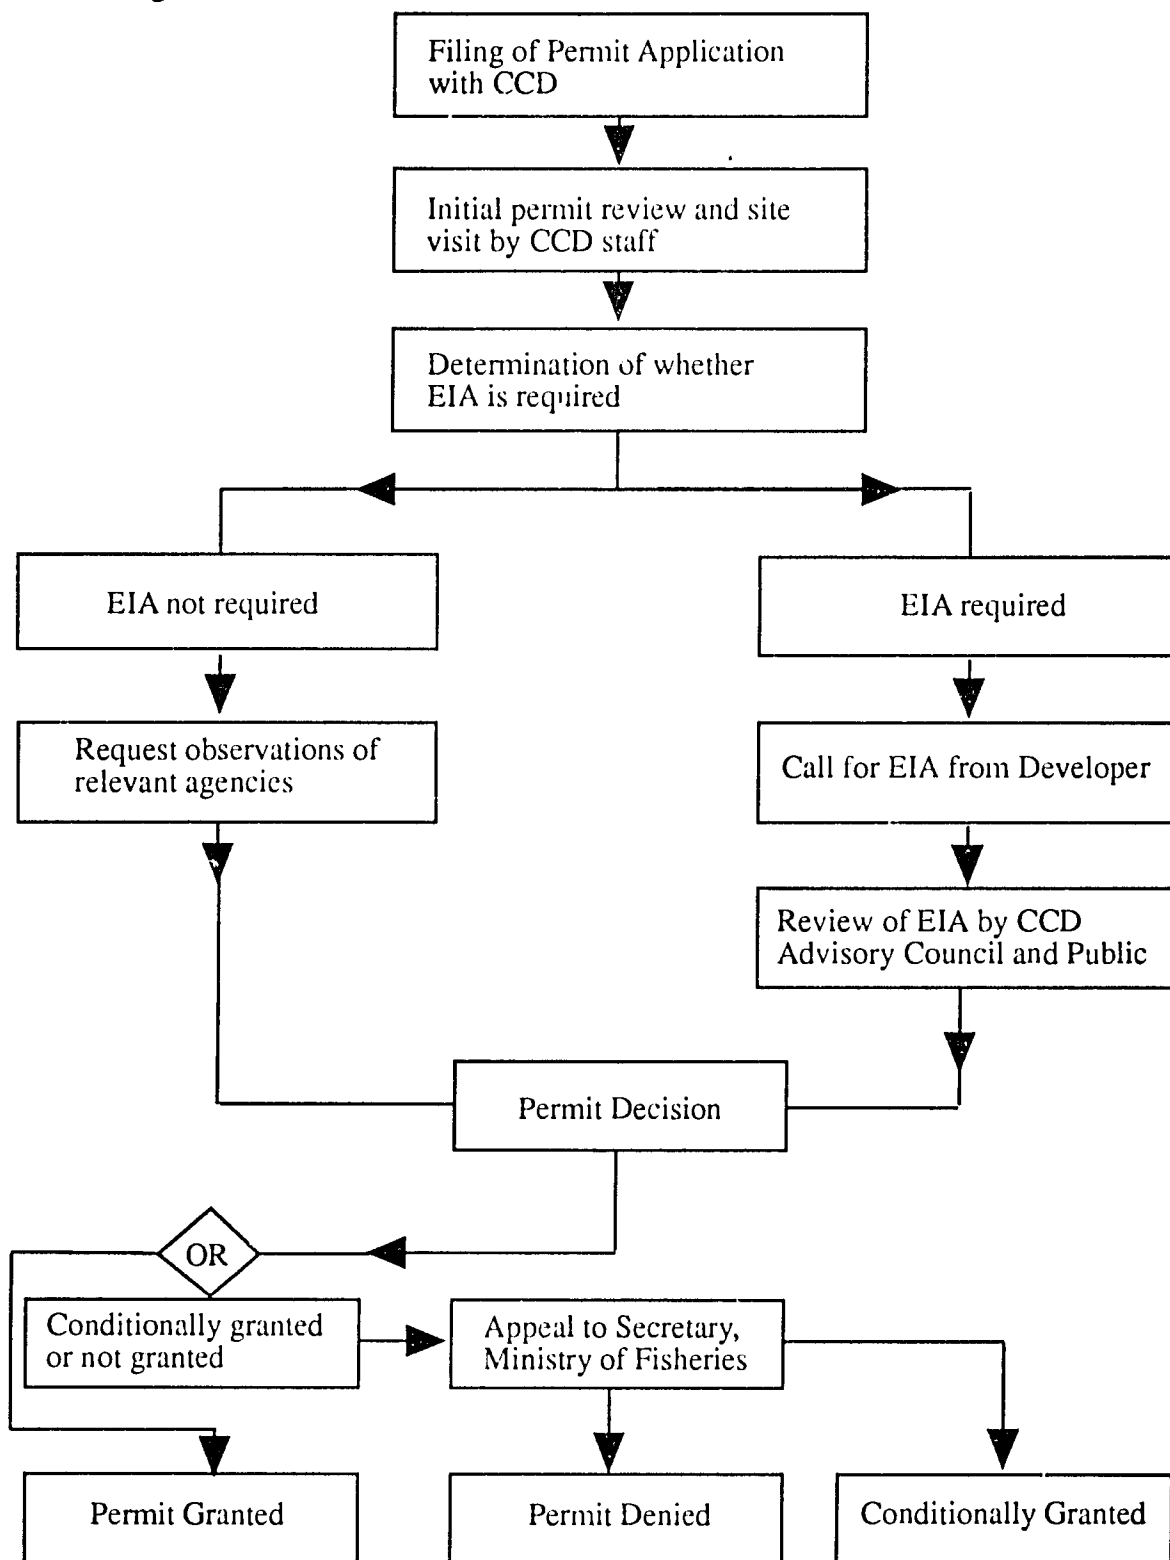 Filing of Permit Application
with CCD
Initial permit review and site
visit by CCD staff
Determination of whether
EIA is required
EIA not required
EIA required
Request observations of
relevant agencies
Call for EIA from Developer
Review of EIA by CCD
Advisory Council and Public
Permit Decision
OR
Conditionally granted
or not granted
Appeal to Secretary,
Ministry of Fisheries
Permit Granted
Permit Denied
Conditionally Granted